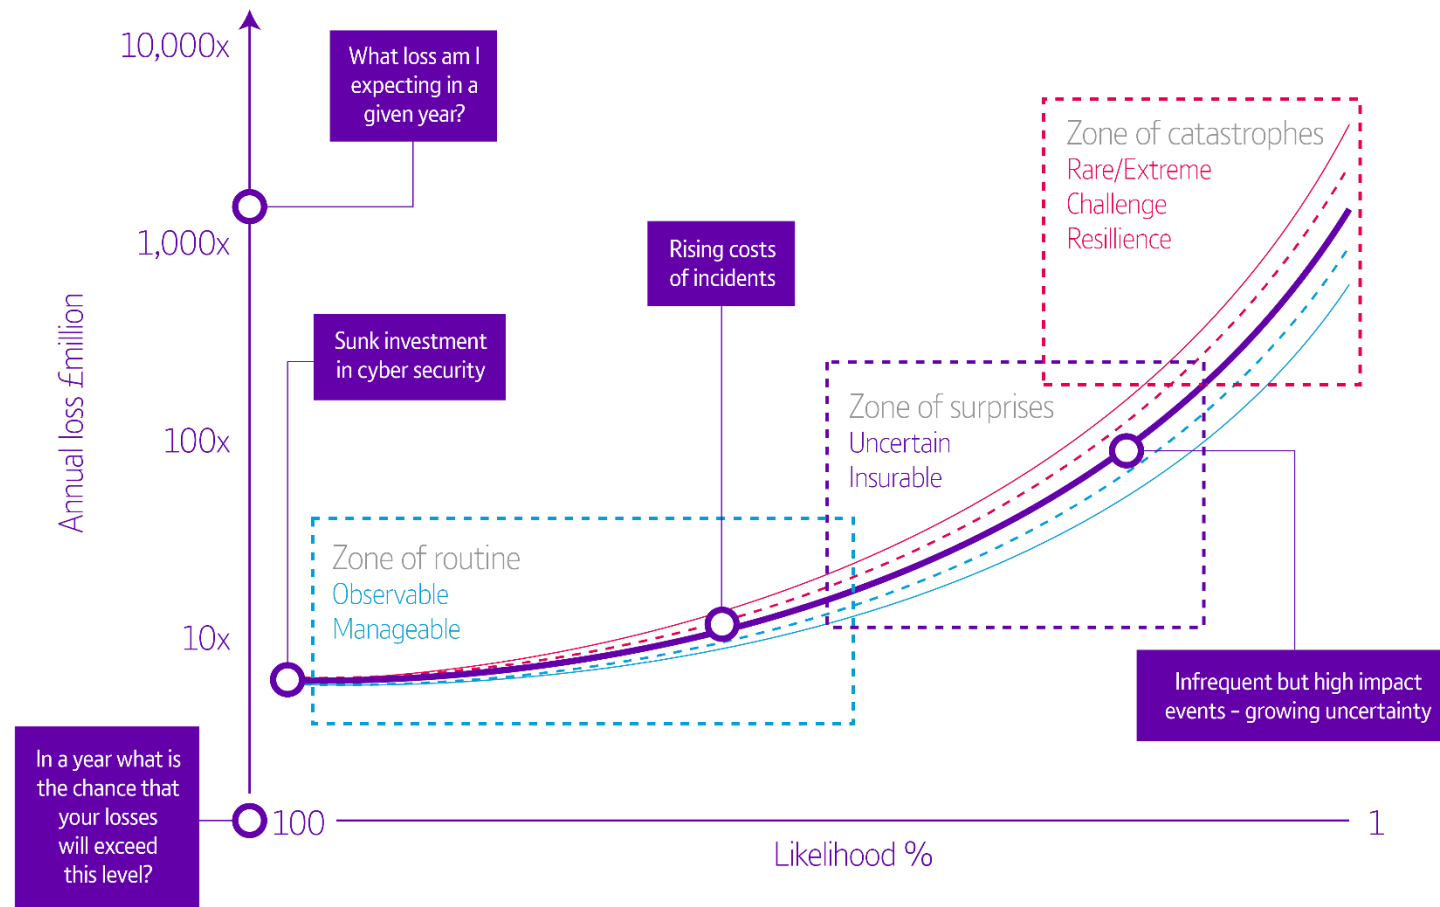 10,000x
1,000x
100x
10x
Annual loss £million
What loss am I
expecting in a
given year?
Sunk investment
in cyber security
Rising costs
of incidents
Zone of catastrophes
Rare/Extreme
Challenge
Resillience
Zone of surprises
Uncertain
Insurable
Zone of routine
Observable
Manageable
Infrequent but high impact
events – growing uncertainty
In a year what is
the chance that
your losses
will exceed
this level?
100
1
Likelihood %